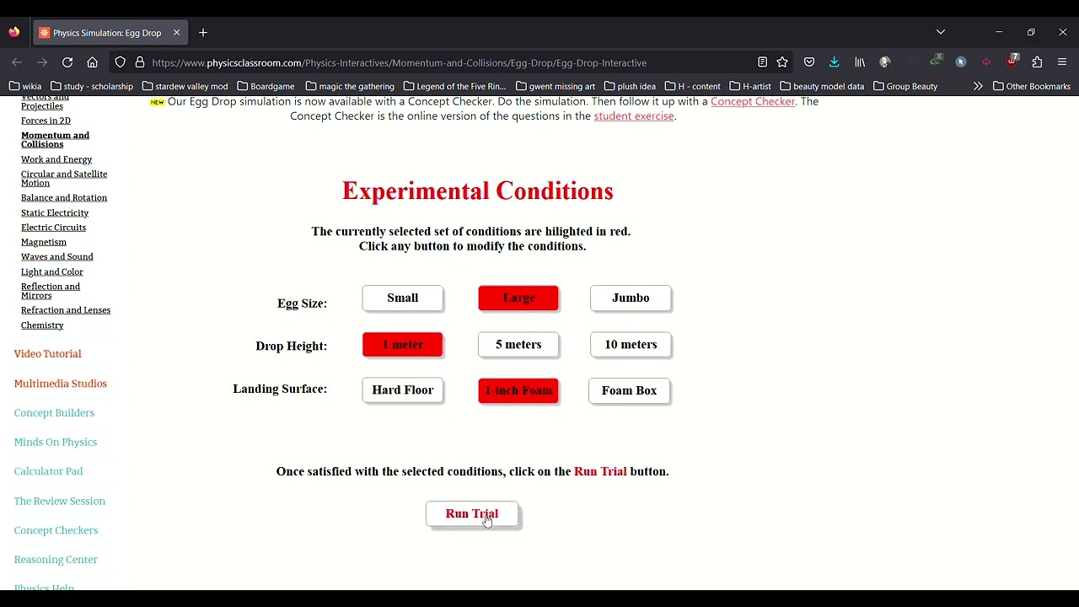 Physics Simulation: Egg Drop
https://www.physicsclassroom.com/Physics-Interactives/Momentum-and-Collisions/Egg-Drop/Egg-Drop-Interactive
7
wikia
study - scholarship
stardew valley mod
Boardgame
magic the gathering
Legend of the Five Rin...
gwent missing art
plush idea
H - content
H-artist
beauty model data
Group Beauty
Other Bookmarks
Vectors and
Projectiles
Forces in 2D
Momentum and
Collisions
Work and Energy
Circular and Satellite
Motion
Balance and Rotation
Static Electricity
Electric Circuits
Magnetism
Waves and Sound
Light and Color
Reflection and
Mirrors
Refraction and Lenses
Chemistry
Video Tutorial
Multimedia Studios
Concept Builders
Minds On Physics
Calculator Pad
The Review Session
Concept Checkers
Reasoning Center
Physics Help
NEW Our Egg Drop simulation is now available with a Concept Checker. Do the simulation. Then follow it up with a Concept Checker. The
Concept Checker is the online version of the questions in the student exercise.
Experimental Conditions
The currently selected set of conditions are hilighted in red.
Click any button to modify the conditions.
Egg Size: Small Large Jumbo
Drop Height: 1 meter 5 meters 10 meters
Landing Surface: Hard Floor 1-inch Foam Foam Box
Once satisfied with the selected conditions, click on the Run Trial button.
Run Trial